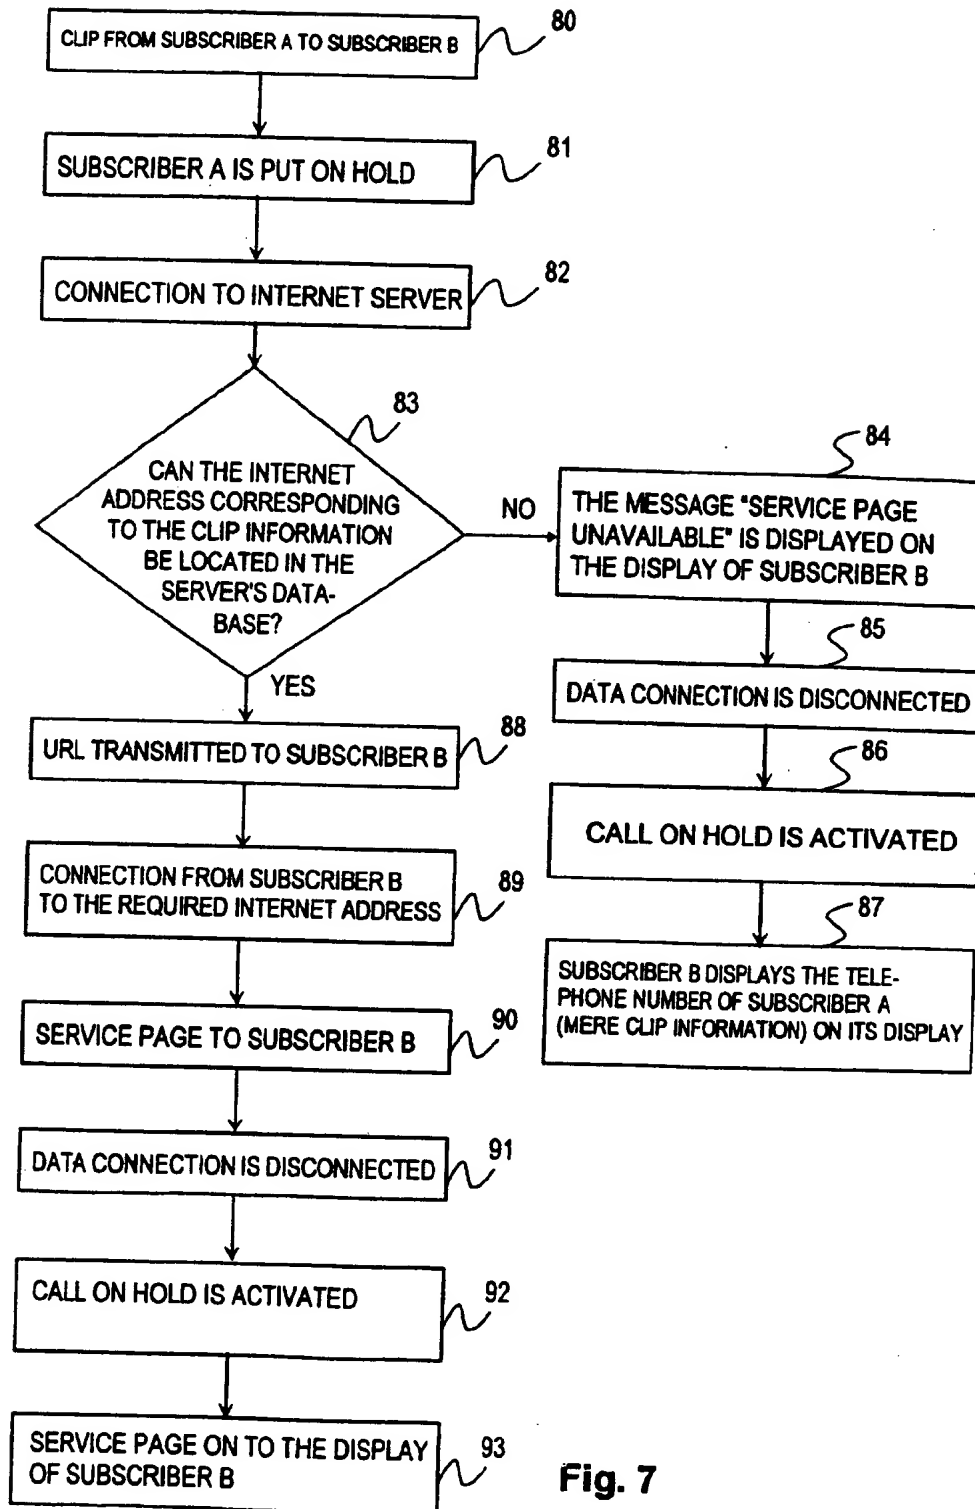 CLIP FROM SUBSCRIBER A TO SUBSCRIBER B
80
SUBSCRIBER A IS PUT ON HOLD
81
CONNECTION TO INTERNET SERVER
82
83
CAN THE INTERNET
ADDRESS CORRESPONDING
TO THE CLIP INFORMATION
BE LOCATED IN THE
SERVER'S DATA-
BASE?
NO
84
THE MESSAGE "SERVICE PAGE
UNAVAILABLE" IS DISPLAYED ON
THE DISPLAY OF SUBSCRIBER B
85
DATA CONNECTION IS DISCONNECTED
86
CALL ON HOLD IS ACTIVATED
87
SUBSCRIBER B DISPLAYS THE TELE-
PHONE NUMBER OF SUBSCRIBER A
(MERE CLIP INFORMATION) ON ITS DISPLAY
YES
URL TRANSMITTED TO SUBSCRIBER B
88
CONNECTION FROM SUBSCRIBER B
TO THE REQUIRED INTERNET ADDRESS
89
SERVICE PAGE TO SUBSCRIBER B
90
DATA CONNECTION IS DISCONNECTED
91
CALL ON HOLD IS ACTIVATED
92
SERVICE PAGE ON TO THE DISPLAY
OF SUBSCRIBER B
93
Fig. 7